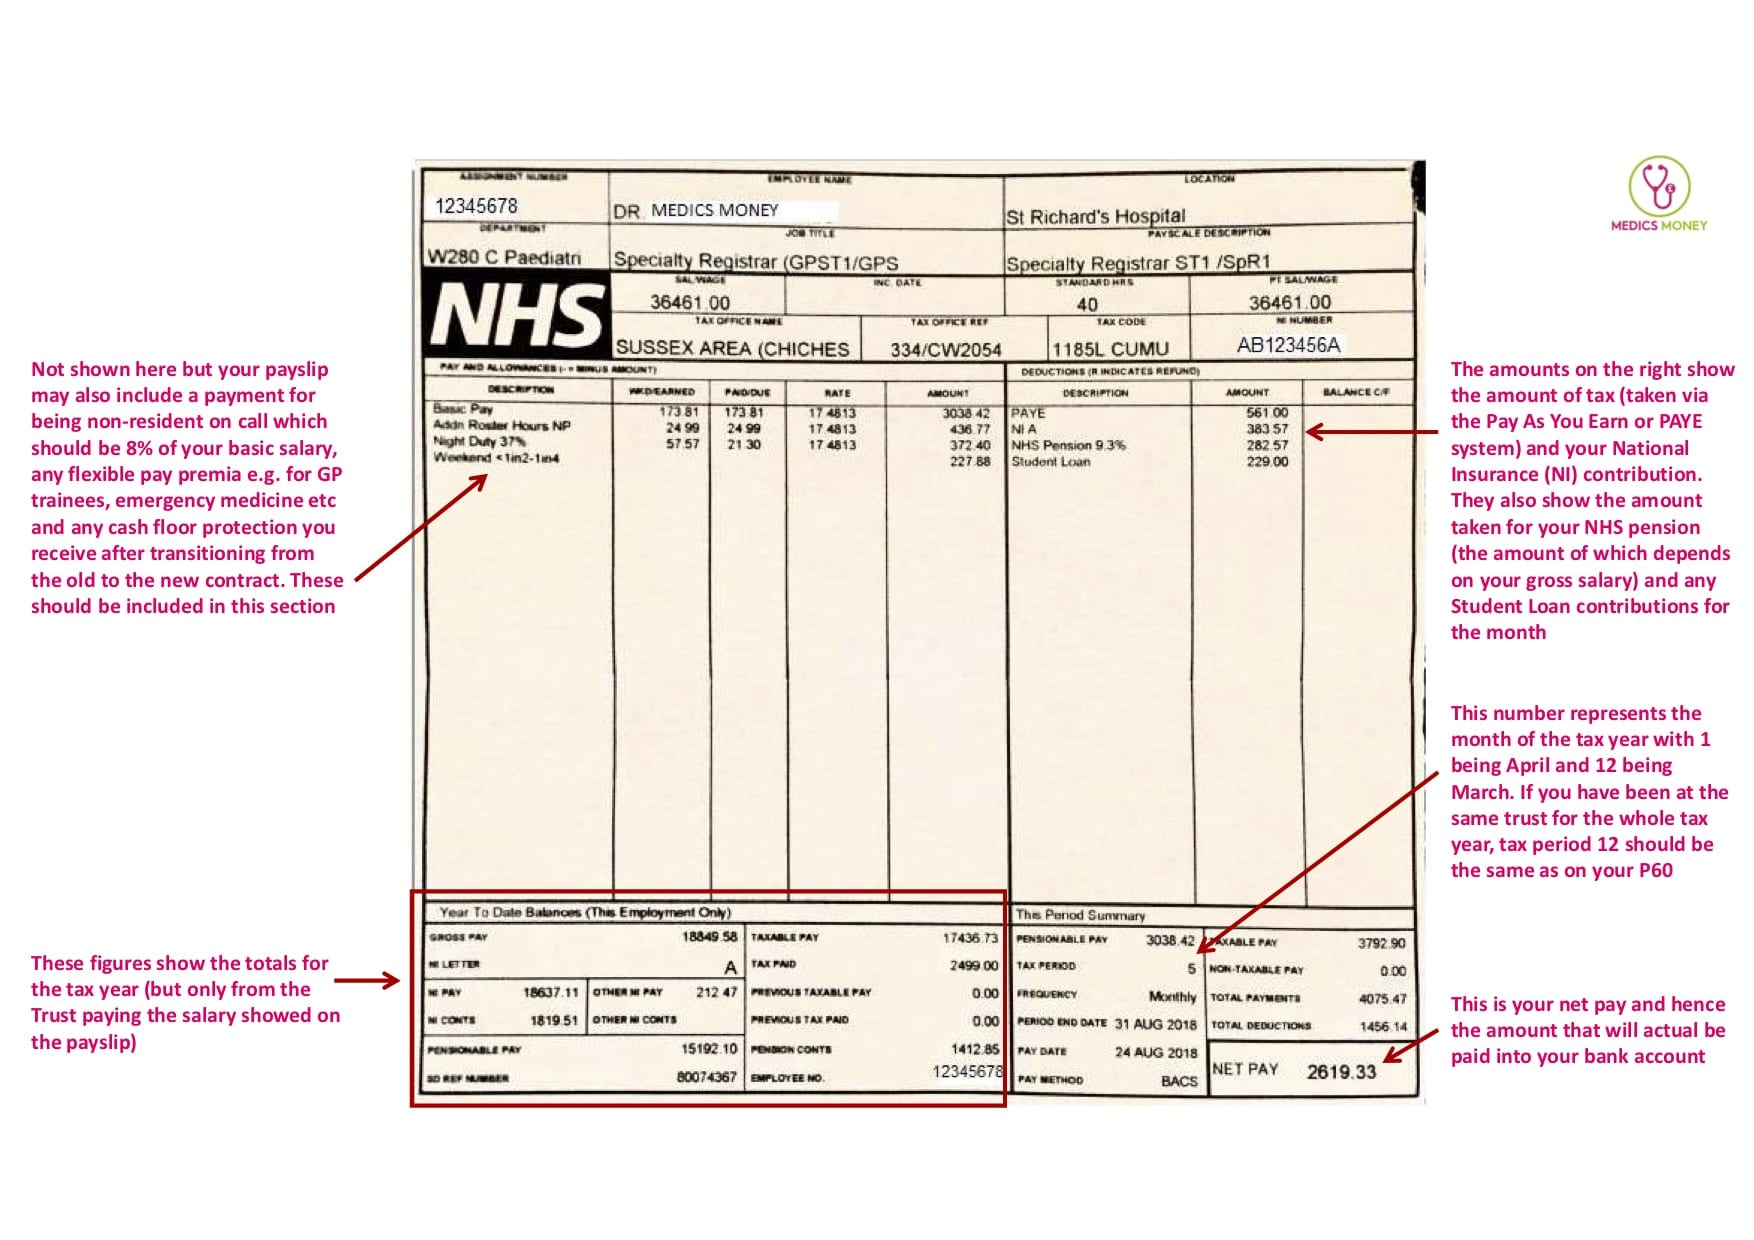 ASSIGNMENT NUMBER
12345678
EMPLOYEE NAME
DR. MEDICS MONEY
LOCATION
St Richard's Hospital
MEDICS MONEY
DEPARTMENT
W280 C Paediatri
JOB TITLE
Specialty Registrar (GPST1/GPS
PAYSCALE DESCRIPTION
Specialty Registrar ST1 /SpR1
NHS
SAL/WAGE
36461.00
INC. DATE
STANDARD HRS
40
PT SAL/WAGE
36461.00
TAX OFFICE NAME
SUSSEX AREA (CHICHES
TAX OFFICE REF
334/CW2054
TAX CODE
1185L CUMU
NI NUMBER
AB123456A
PAY AND ALLOWANCES (- = MINUS AMOUNT)
DESCRIPTION WKD/EARNED PAID/DUE RATE AMOUNT
Basic Pay 173.81 173.81 17.4813 3038.42
Addn Roster Hours NP 24.99 24.99 17.4813 436.77
Night Duty 37% 57.57 21.30 17.4813 372.40
Weekend <1in2-1in4 227.88
DEDUCTIONS (R INDICATES REFUND)
DESCRIPTION AMOUNT BALANCE C/F
PAYE 561.00
NI A 383.57
NHS Pension 9.3% 282.57
Student Loan 229.00
Not shown here but your payslip
may also include a payment for
being non-resident on call which
should be 8% of your basic salary,
any flexible pay premia e.g. for GP
trainees, emergency medicine etc
and any cash floor protection you
receive after transitioning from
the old to the new contract. These
should be included in this section
The amounts on the right show
the amount of tax (taken via
the Pay As You Earn or PAYE
system) and your National
Insurance (NI) contribution.
They also show the amount
taken for your NHS pension
(the amount of which depends
on your gross salary) and any
Student Loan contributions for
the month
This number represents the
month of the tax year with 1
being April and 12 being
March. If you have been at the
same trust for the whole tax
year, tax period 12 should be
the same as on your P60
Year To Date Balances (This Employment Only)
GROSS PAY 18849.58 TAXABLE PAY 17436.73
NI LETTER A TAX PAID 2499.00
NI PAY 18637.11 OTHER NI PAY 212.47 PREVIOUS TAXABLE PAY 0.00
NI CONTS 1819.51 OTHER NI CONTS PREVIOUS TAX PAID 0.00
PENSIONABLE PAY 15192.10 PENSION CONTS 1412.85
SD REF NUMBER 80074367 EMPLOYEE NO. 12345678
This Period Summary
PENSIONABLE PAY 3038.42 TAXABLE PAY 3792.90
TAX PERIOD 5 NON-TAXABLE PAY 0.00
FREQUENCY Monthly TOTAL PAYMENTS 4075.47
PERIOD END DATE 31 AUG 2018 TOTAL DEDUCTIONS 1456.14
PAY DATE 24 AUG 2018
PAY METHOD BACS
NET PAY 2619.33
These figures show the totals for
the tax year (but only from the
Trust paying the salary showed on
the payslip)
This is your net pay and hence
the amount that will actual be
paid into your bank account